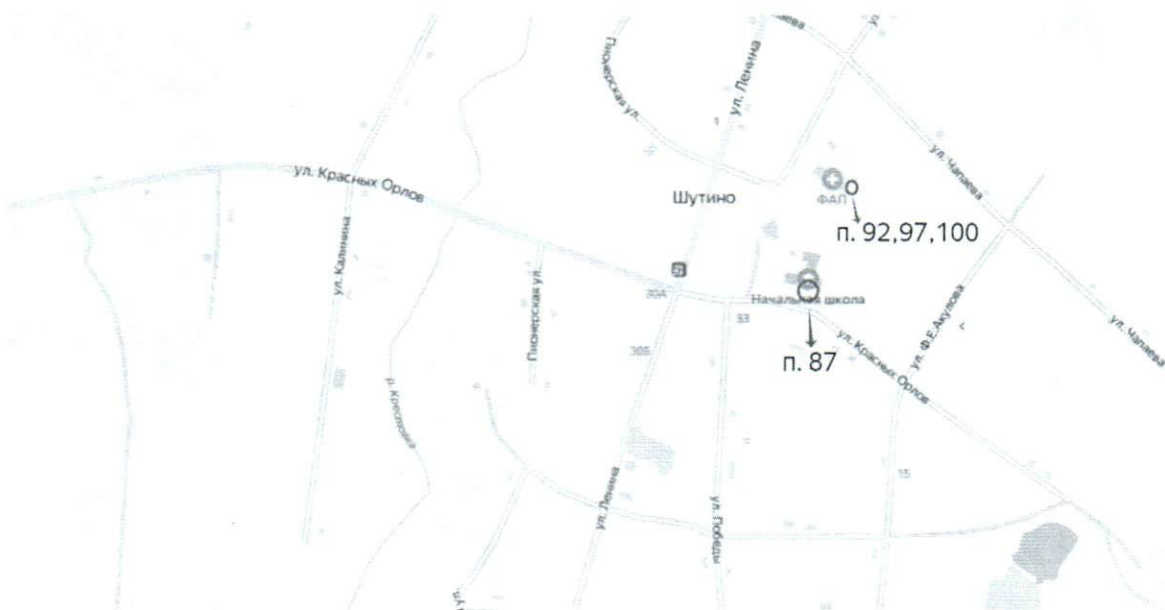 Пионерская ул.
ул. Ленина
ул. Чапаева
ул. Красных Орлов
Шутино
ФАП
п. 92,97,100
ул. Калинина
Пионерская ул.
30А
Начальная школа
33
ул. Ф.Е.Акулова
ул. Чапаева
30Б
п. 87
ул. Красных Орлов
р. Крестовка
15
ул. Ленина
ул. Победы